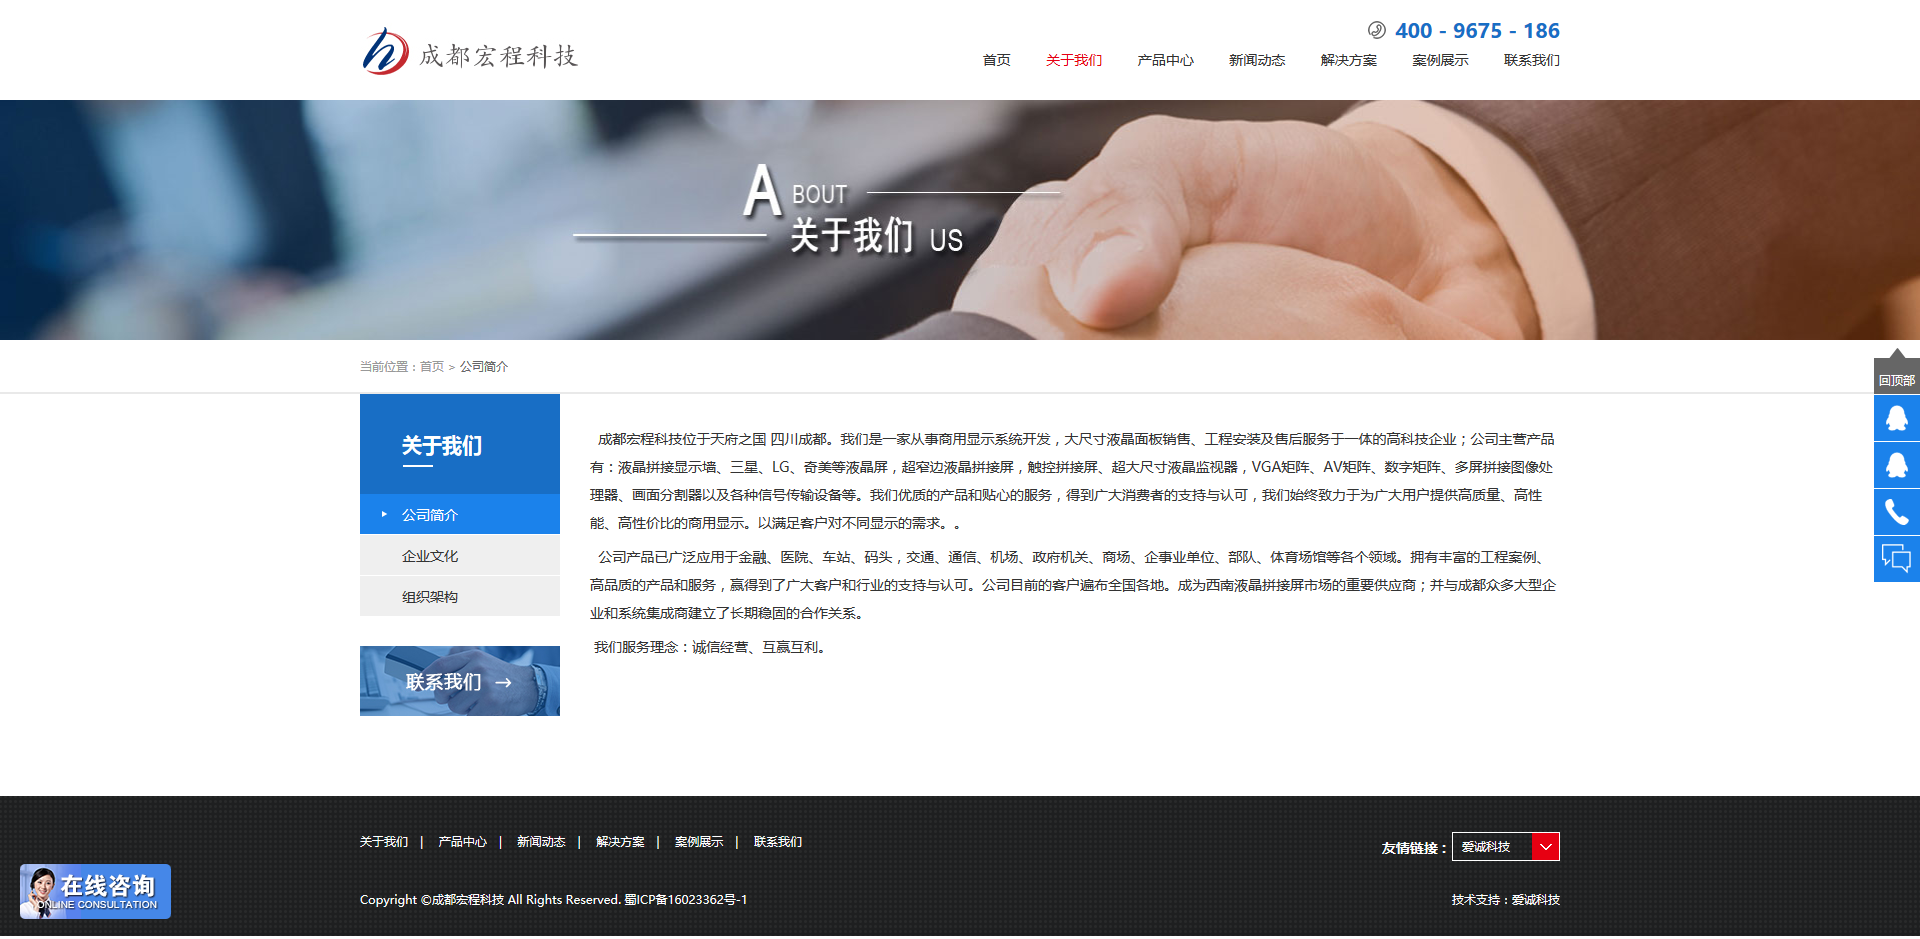 成都宏程科技
400 - 9675 - 186
首页 关于我们 产品中心 新闻动态 解决方案 案例展示 联系我们
ABOUT
关于我们 US
当前位置：首页 > 公司简介
回顶部
关于我们
公司简介
企业文化
组织架构
联系我们 →
成都宏程科技位于天府之国 四川成都。我们是一家从事商用显示系统开发，大尺寸液晶面板销售、工程安装及售后服务于一体的高科技企业；公司主营产品
有：液晶拼接显示墙、三星、LG、奇美等液晶屏，超窄边液晶拼接屏，触控拼接屏、超大尺寸液晶监视器，VGA矩阵、AV矩阵、数字矩阵、多屏拼接图像处
理器、画面分割器以及各种信号传输设备等。我们优质的产品和贴心的服务，得到广大消费者的支持与认可，我们始终致力于为广大用户提供高质量、高性
能、高性价比的商用显示。以满足客户对不同显示的需求。。
公司产品已广泛应用于金融、医院、车站、码头，交通、通信、机场、政府机关、商场、企事业单位、部队、体育场馆等各个领域。拥有丰富的工程案例、
高品质的产品和服务，赢得到了广大客户和行业的支持与认可。公司目前的客户遍布全国各地。成为西南液晶拼接屏市场的重要供应商；并与成都众多大型企
业和系统集成商建立了长期稳固的合作关系。
我们服务理念：诚信经营、互赢互利。
关于我们 | 产品中心 | 新闻动态 | 解决方案 | 案例展示 | 联系我们
友情链接： 爱诚科技
在线咨询
ONLINE CONSULTATION
Copyright ©成都宏程科技 All Rights Reserved. 蜀ICP备16023362号-1
技术支持：爱诚科技